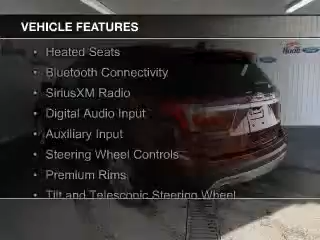 VEHICLE FEATURES
• Heated Seats
• Bluetooth Connectivity
• SiriusXM Radio
• Digital Audio Input
• Auxiliary Input
• Steering Wheel Controls
• Premium Rims
• Tilt and Telescopic Steering Wheel